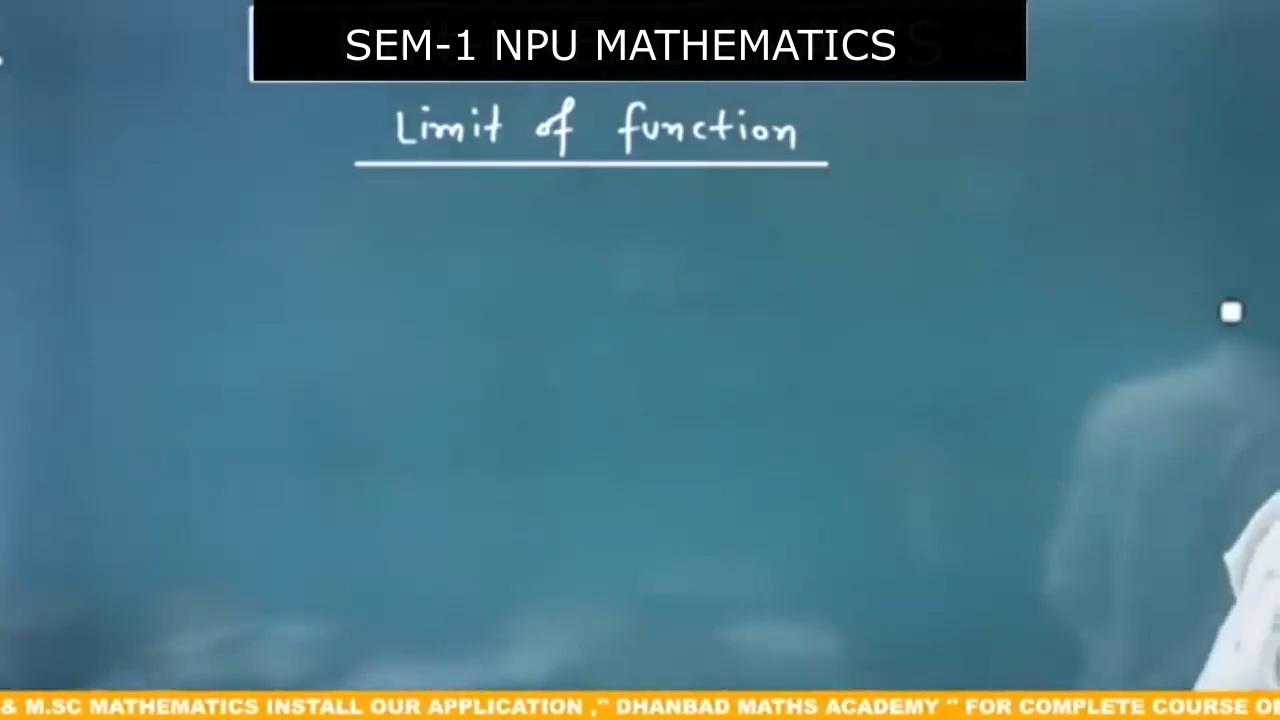 SEM-1 NPU MATHEMATICS
Limit of function
& M.SC MATHEMATICS INSTALL OUR APPLICATION ," DHANBAD MATHS ACADEMY " FOR COMPLETE COURSE